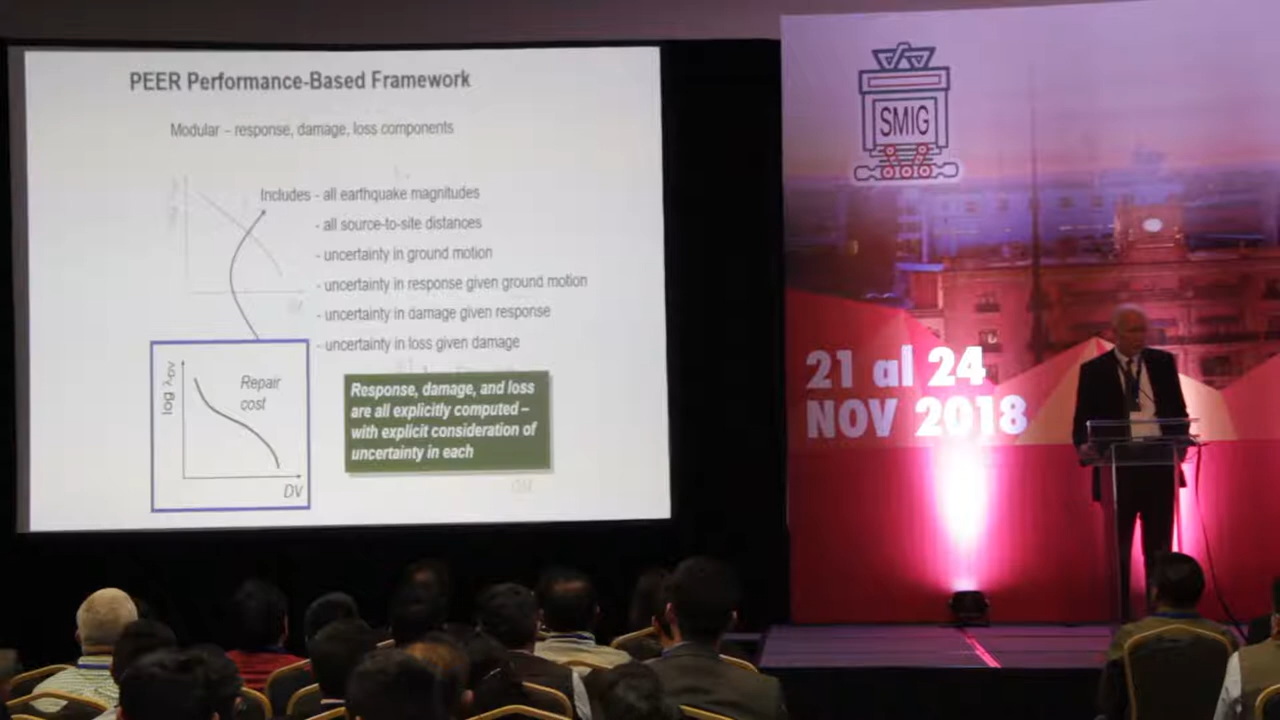 PEER Performance-Based Framework
Modular – response, damage, loss components
Includes - all earthquake magnitudes
- all source-to-site distances
- uncertainty in ground motion
- uncertainty in response given ground motion
- uncertainty in damage given response
- uncertainty in loss given damage
log λDV
Repair
cost
DV
Response, damage, and loss
are all explicitly computed –
with explicit consideration of
uncertainty in each
SMIG
21 al 24
NOV 2018